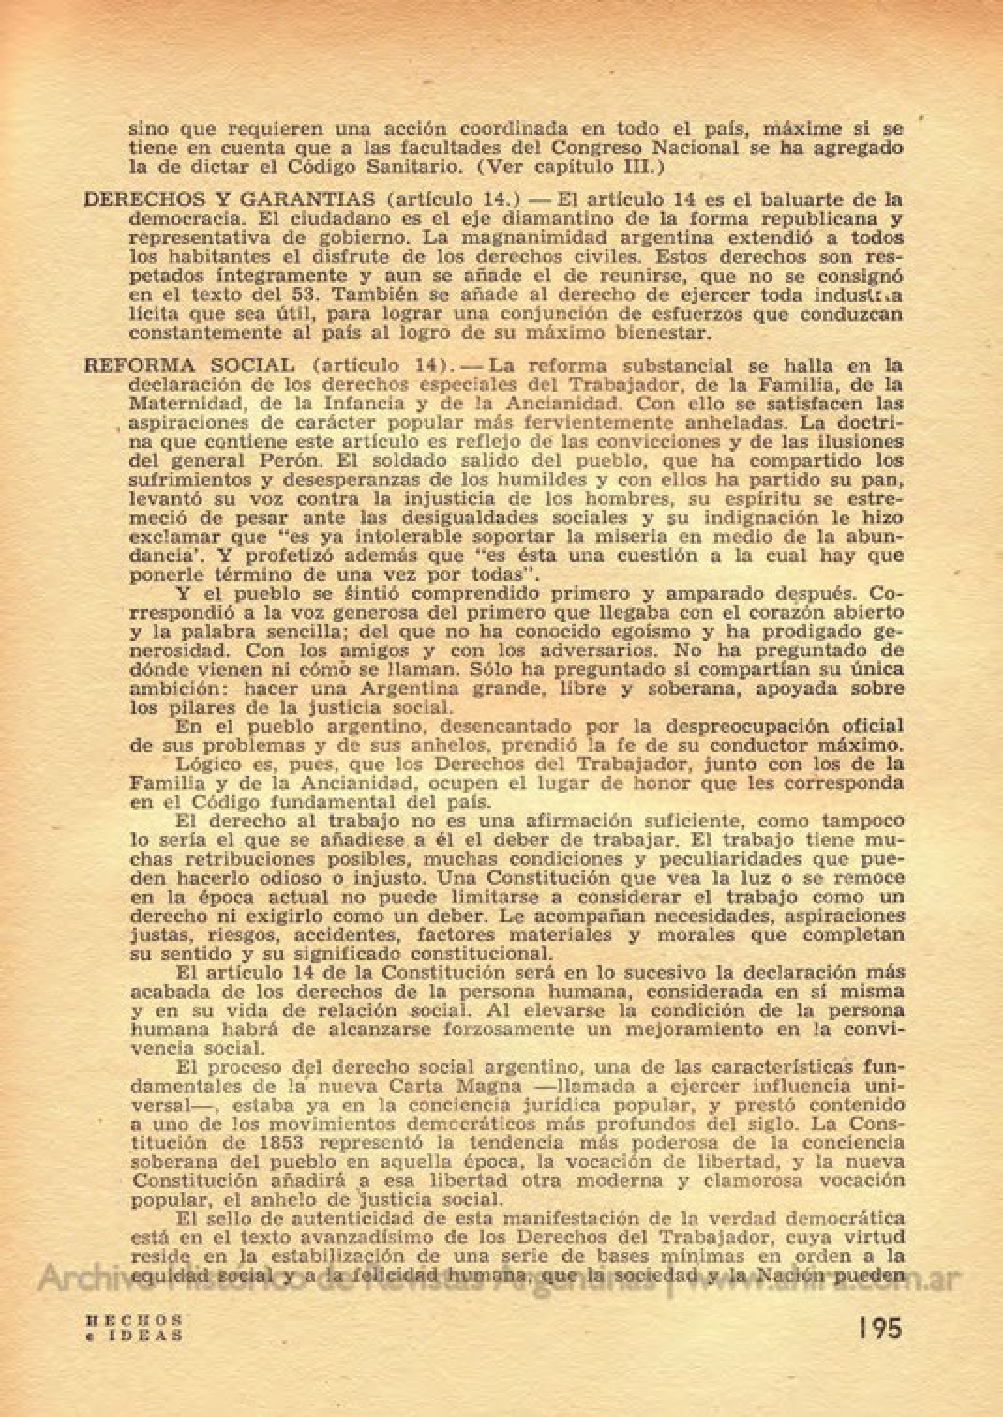 sino que requieren una acción coordinada en todo el país, máxime si se
tiene en cuenta que a las facultades del Congreso Nacional se ha agregado
la de dictar el Código Sanitario. (Ver capítulo III.)
DERECHOS Y GARANTIAS (artículo 14.) — El artículo 14 es el baluarte de la
democracia. El ciudadano es el eje diamantino de la forma republicana y
representativa de gobierno. La magnanimidad argentina extendió a todos
los habitantes el disfrute de los derechos civiles. Estos derechos son res-
petados íntegramente y aun se añade el de reunirse, que no se consignó
en el texto del 53. También se añade al derecho de ejercer toda industria
lícita que sea útil, para lograr una conjunción de esfuerzos que conduzcan
constantemente al país al logro de su máximo bienestar.
REFORMA SOCIAL (artículo 14). — La reforma substancial se halla en la
declaración de los derechos especiales del Trabajador, de la Familia, de la
Maternidad, de la Infancia y de la Ancianidad. Con ello se satisfacen las
aspiraciones de carácter popular más fervientemente anheladas. La doctri-
na que contiene este artículo es reflejo de las convicciones y de las ilusiones
del general Perón. El soldado salido del pueblo, que ha compartido los
sufrimientos y desesperanzas de los humildes y con ellos ha partido su pan,
levantó su voz contra la injusticia de los hombres, su espíritu se estre-
meció de pesar ante las desigualdades sociales y su indignación le hizo
exclamar que "es ya intolerable soportar la miseria en medio de la abun-
dancia'. Y profetizó además que "es ésta una cuestión a la cual hay que
ponerle término de una vez por todas".
Y el pueblo se sintió comprendido primero y amparado después. Co-
rrespondió a la voz generosa del primero que llegaba con el corazón abierto
y la palabra sencilla; del que no ha conocido egoísmo y ha prodigado ge-
nerosidad. Con los amigos y con los adversarios. No ha preguntado de
dónde vienen ni cómo se llaman. Sólo ha preguntado si compartían su única
ambición: hacer una Argentina grande, libre y soberana, apoyada sobre
los pilares de la justicia social.
En el pueblo argentino, desencantado por la despreocupación oficial
de sus problemas y de sus anhelos, prendió la fe de su conductor máximo.
Lógico es, pues, que los Derechos del Trabajador, junto con los de la
Familia y de la Ancianidad, ocupen el lugar de honor que les corresponda
en el Código fundamental del país.
El derecho al trabajo no es una afirmación suficiente, como tampoco
lo sería el que se añadiese a él el deber de trabajar. El trabajo tiene mu-
chas retribuciones posibles, muchas condiciones y peculiaridades que pue-
den hacerlo odioso o injusto. Una Constitución que vea la luz o se remoce
en la época actual no puede limitarse a considerar el trabajo como un
derecho ni exigirlo como un deber. Le acompañan necesidades, aspiraciones
justas, riesgos, accidentes, factores materiales y morales que completan
su sentido y su significado constitucional.
El artículo 14 de la Constitución será en lo sucesivo la declaración más
acabada de los derechos de la persona humana, considerada en sí misma
y en su vida de relación social. Al elevarse la condición de la persona
humana habrá de alcanzarse forzosamente un mejoramiento en la convi-
vencia social.
El proceso del derecho social argentino, una de las características fun-
damentales de la nueva Carta Magna —llamada a ejercer influencia uni-
versal—, estaba ya en la conciencia jurídica popular, y prestó contenido
a uno de los movimientos democráticos más profundos del siglo. La Cons-
titución de 1853 representó la tendencia más poderosa de la conciencia
soberana del pueblo en aquella época, la vocación de libertad, y la nueva
Constitución añadirá a esa libertad otra moderna y clamorosa vocación
popular, el anhelo de justicia social.
El sello de autenticidad de esta manifestación de la verdad democrática
está en el texto avanzadísimo de los Derechos del Trabajador, cuya virtud
reside en la estabilización de una serie de bases mínimas en orden a la
equidad social y a la felicidad humana, que la sociedad y la Nación pueden
Archivo Histórico de Revistas Argentinas | www.ahira.com.ar
HECHOS
e IDEAS
195